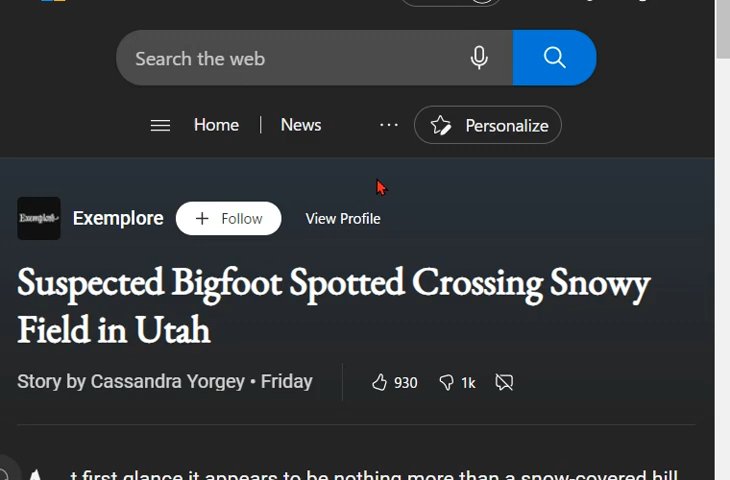 Search the web
Home | News ... Personalize
Exemplore + Follow View Profile
Suspected Bigfoot Spotted Crossing Snowy
Field in Utah
Story by Cassandra Yorgey • Friday 930 1k
t first glance it appears to be nothing more than a snow-covered hill